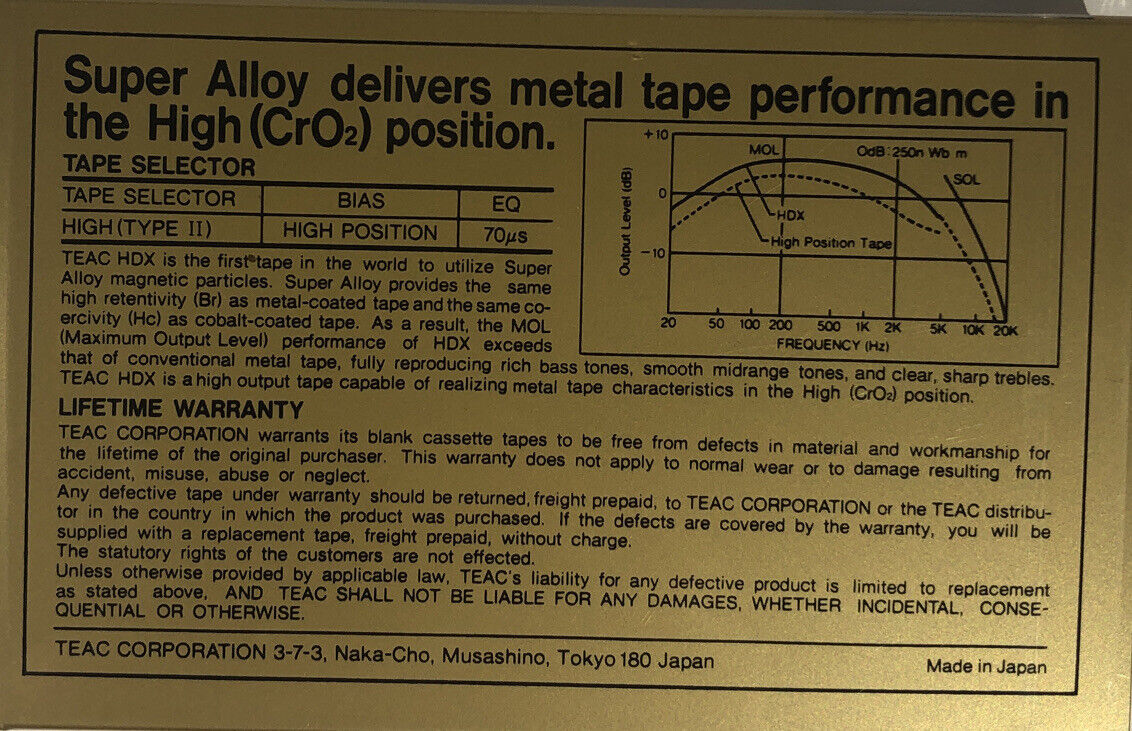 Super Alloy delivers metal tape performance in
the High (CrO₂) position.
TAPE SELECTOR
TAPE SELECTOR BIAS EQ
HIGH (TYPE II) HIGH POSITION 70μs
+10
0
-10
Output Level (dB)
MOL
OdB : 250n Wb m
SOL
HDX
High Position Tape
20 50 100 200 500 1K 2K 5K 10K 20K
FREQUENCY (Hz)
TEAC HDX is the first tape in the world to utilize Super
Alloy magnetic particles. Super Alloy provides the same
high retentivity (Br) as metal-coated tape and the same co-
ercivity (Hc) as cobalt-coated tape. As a result, the MOL
(Maximum Output Level) performance of HDX exceeds
that of conventional metal tape, fully reproducing rich bass tones, smooth midrange tones, and clear, sharp trebles.
TEAC HDX is a high output tape capable of realizing metal tape characteristics in the High (CrO₂) position.
LIFETIME WARRANTY
TEAC CORPORATION warrants its blank cassette tapes to be free from defects in material and workmanship for
the lifetime of the original purchaser. This warranty does not apply to normal wear or to damage resulting from
accident, misuse, abuse or neglect.
Any defective tape under warranty should be returned, freight prepaid, to TEAC CORPORATION or the TEAC distribu-
tor in the country in which the product was purchased. If the defects are covered by the warranty, you will be
supplied with a replacement tape, freight prepaid, without charge.
The statutory rights of the customers are not effected.
Unless otherwise provided by applicable law, TEAC's liability for any defective product is limited to replacement
as stated above, AND TEAC SHALL NOT BE LIABLE FOR ANY DAMAGES, WHETHER INCIDENTAL, CONSE-
QUENTIAL OR OTHERWISE.
TEAC CORPORATION 3-7-3, Naka-Cho, Musashino, Tokyo 180 Japan
Made in Japan